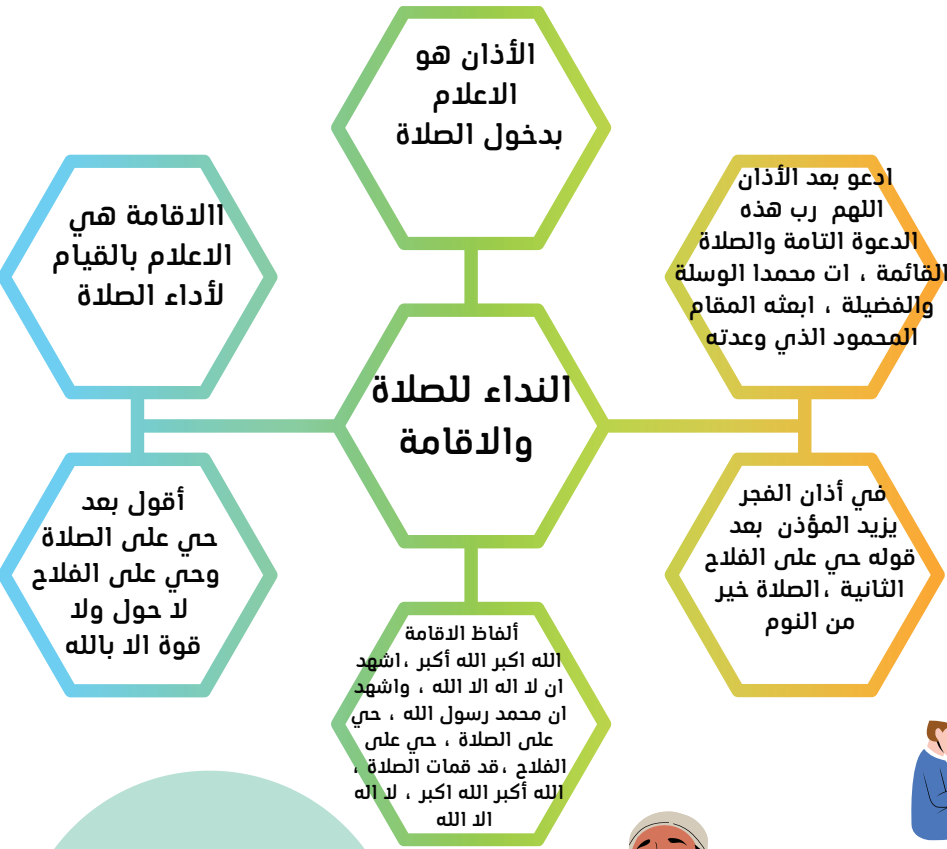 الأذان هو
الاعلام
بدخول الصلاة
ادعو بعد الأذان
اللهم رب هذه
الدعوة التامة والصلاة
القائمة ، ات محمدا الوسلة
والفضيلة ، ابعثه المقام
المحمود الذي وعدته
االاقامة هي
الاعلام بالقيام
لأداء الصلاة
النداء للصلاة
والاقامة
في أذان الفجر
يزيد المؤذن بعد
قوله حي على الفلاح
الثانية ،الصلاة خير
من النوم
أقول بعد
حي على الصلاة
وحي على الفلاح
لا حول ولا
قوة الا بالله
ألفاظ الاقامة
الله اكبر الله أكبر ،اشهد
ان لا اله الا الله ، واشهد
ان محمد رسول الله ، حي
على الصلاة ، حي على
الفلاح ،قد قمات الصلاة ،
الله أكبر الله اكبر ، لا اله
الا الله